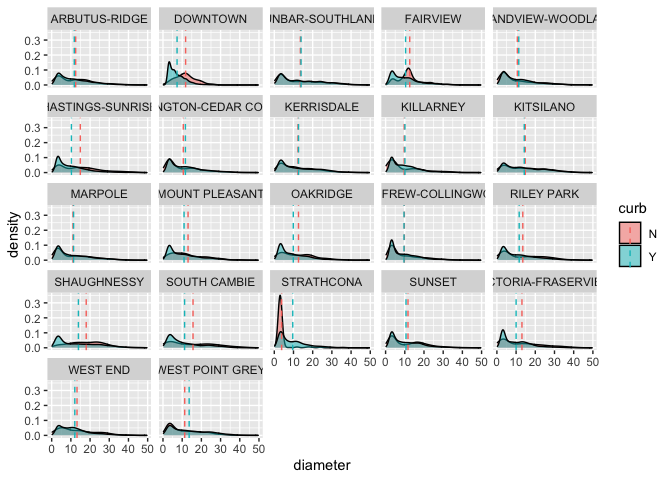 ARBUTUS-RIDGE DOWNTOWN UNBAR-SOUTHLAN FAIRVIEW ANDVIEW-WOODLA
0.3
0.2
0.1
0.0
HASTINGS-SUNRISE NGTON-CEDAR CO KERRISDALE KILLARNEY KITSILANO
0.3
0.2
0.1
0.0
MARPOLE MOUNT PLEASANT OAKRIDGE FREW-COLLINGWO RILEY PARK
0.3
0.2
0.1
0.0
SHAUGHNESSY SOUTH CAMBIE STRATHCONA SUNSET CTORIA-FRASERVIE
0.3
0.2
0.1
0.0
0 10 20 30 40 50 0 10 20 30 40 50 0 10 20 30 40 50
WEST END WEST POINT GREY
0.3
0.2
0.1
0.0
0 10 20 30 40 50 0 10 20 30 40 50
diameter
density
curb
N
Y